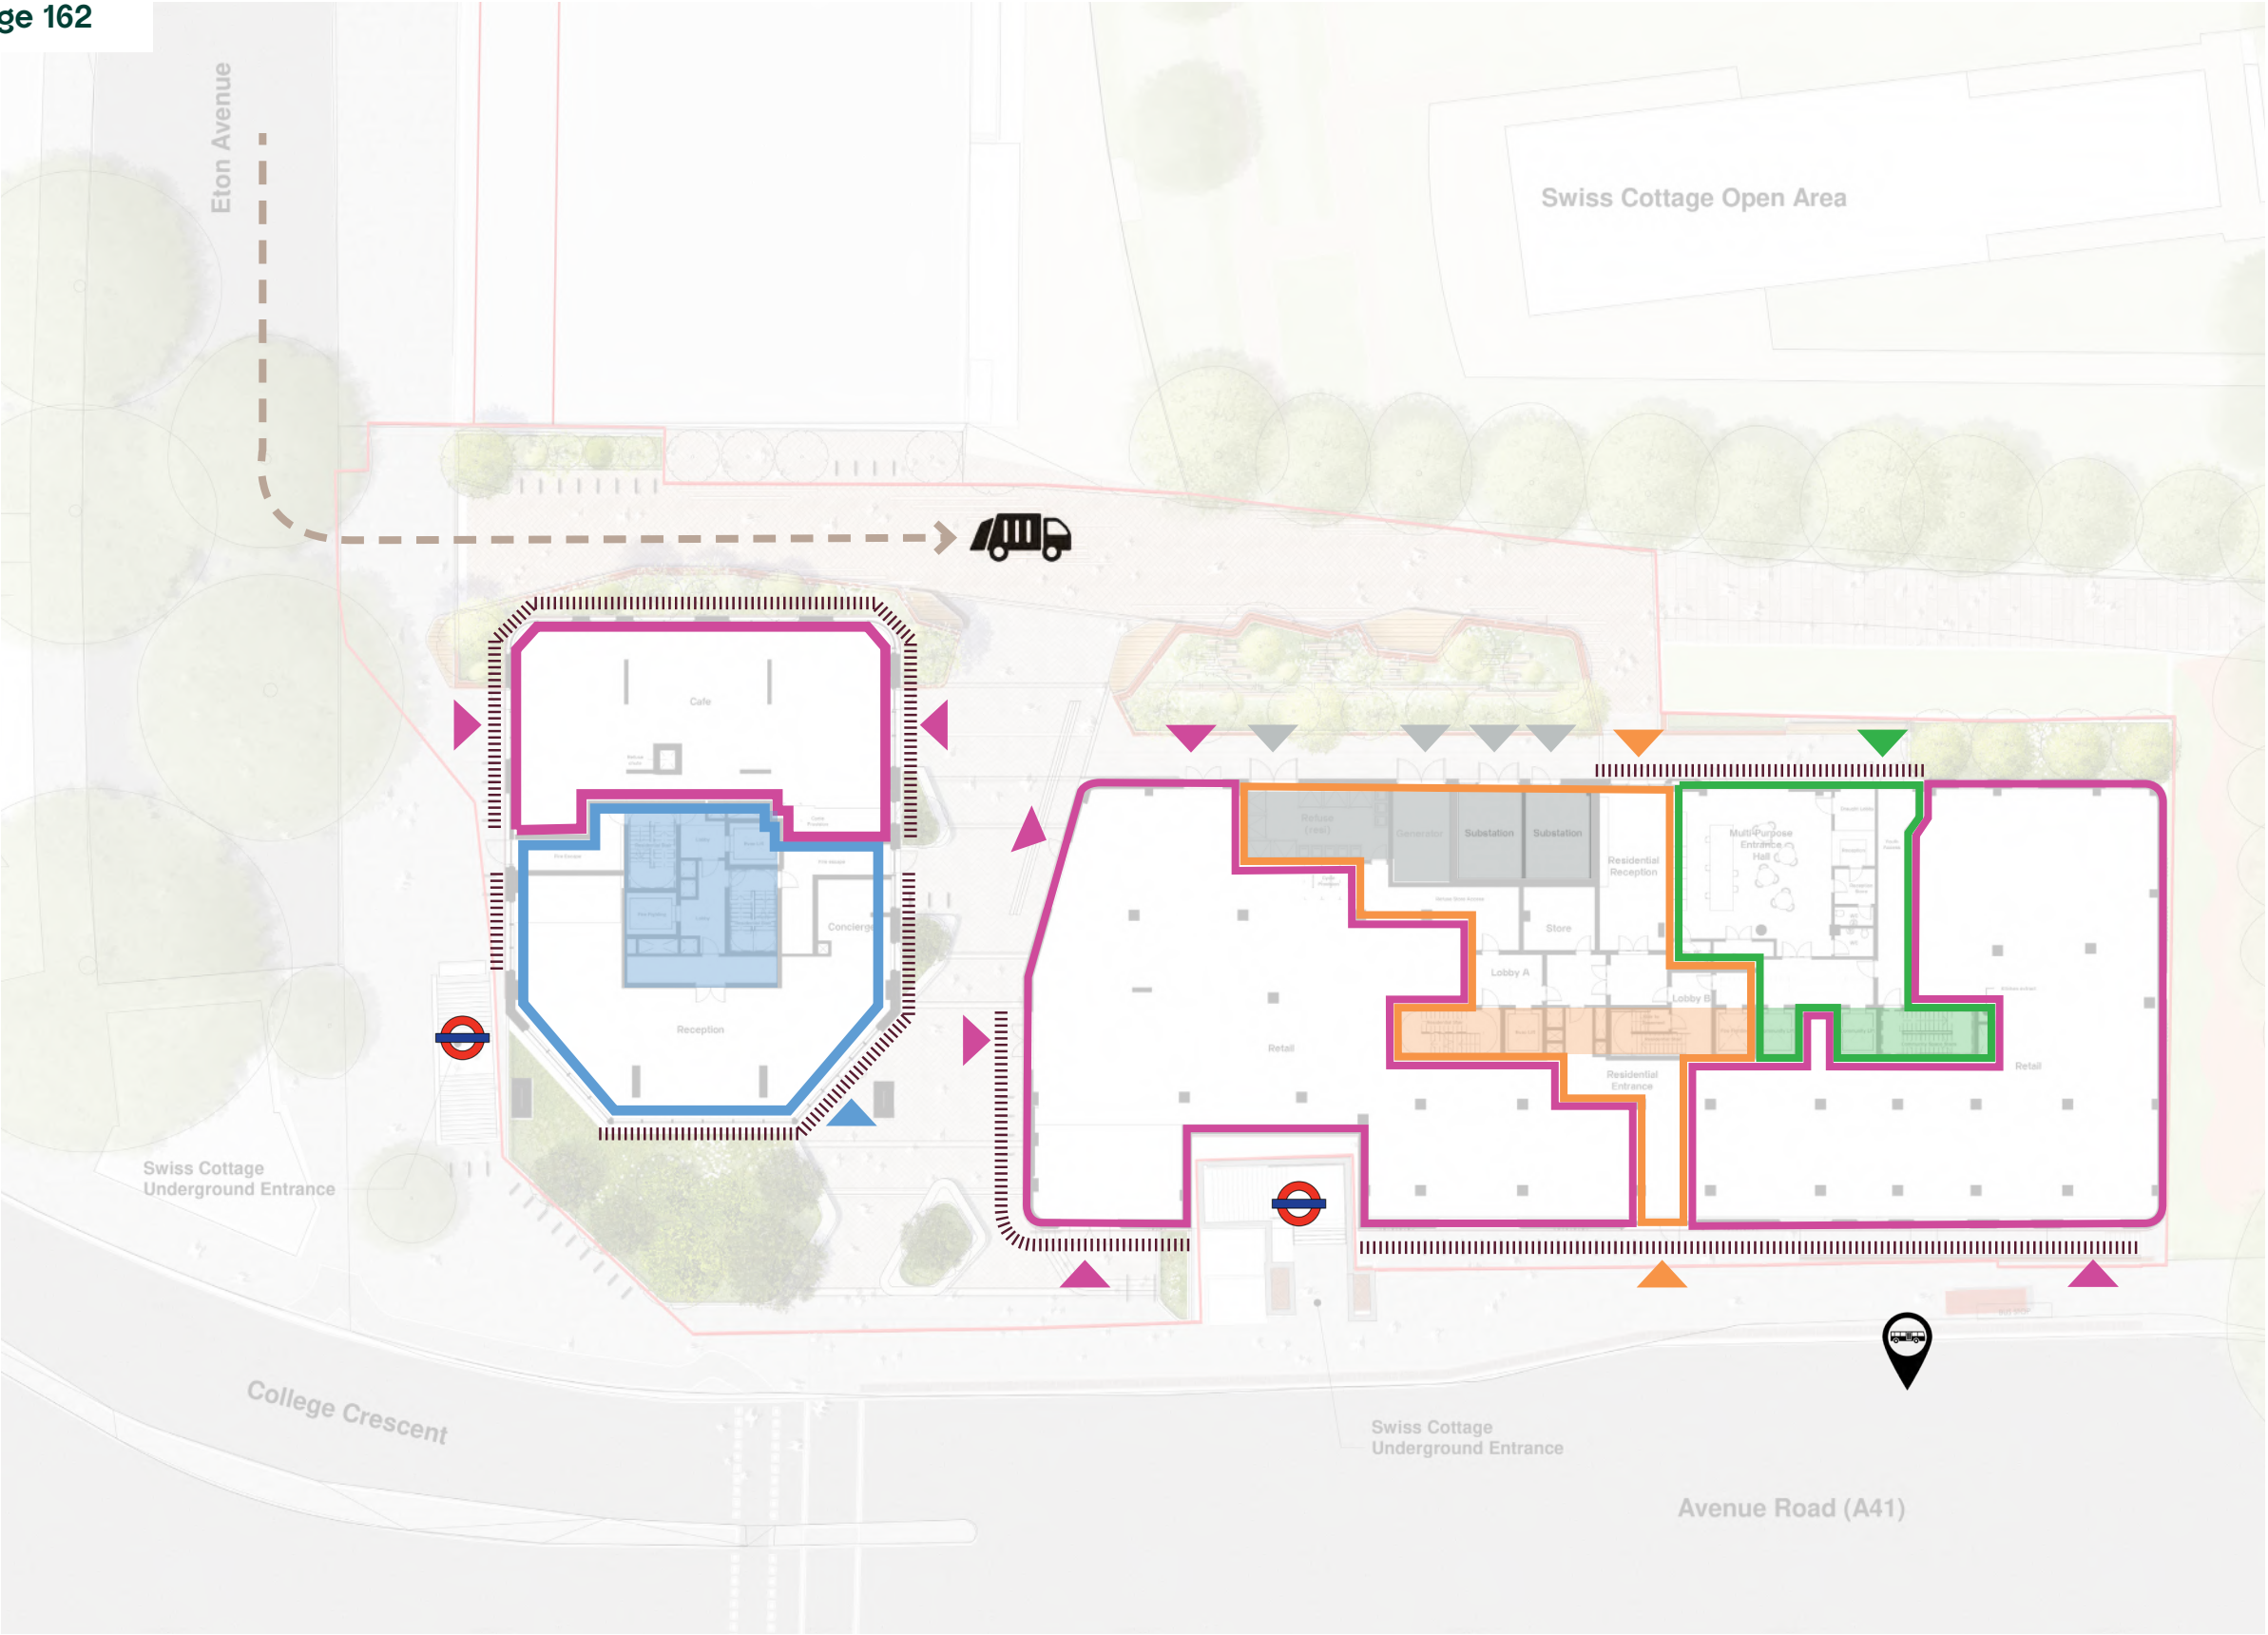 ge 162
Eton Avenue
Swiss Cottage Open Area
Cafe
Refuse
(resi)
Generator
Substation
Substation
Residential
Reception
Multi-Purpose
Entrance
Hall
Concierge
Store
Lobby A
Lobby B
Reception
Retail
Residential
Entrance
Retail
Swiss Cottage
Underground Entrance
College Crescent
Swiss Cottage
Underground Entrance
Avenue Road (A41)